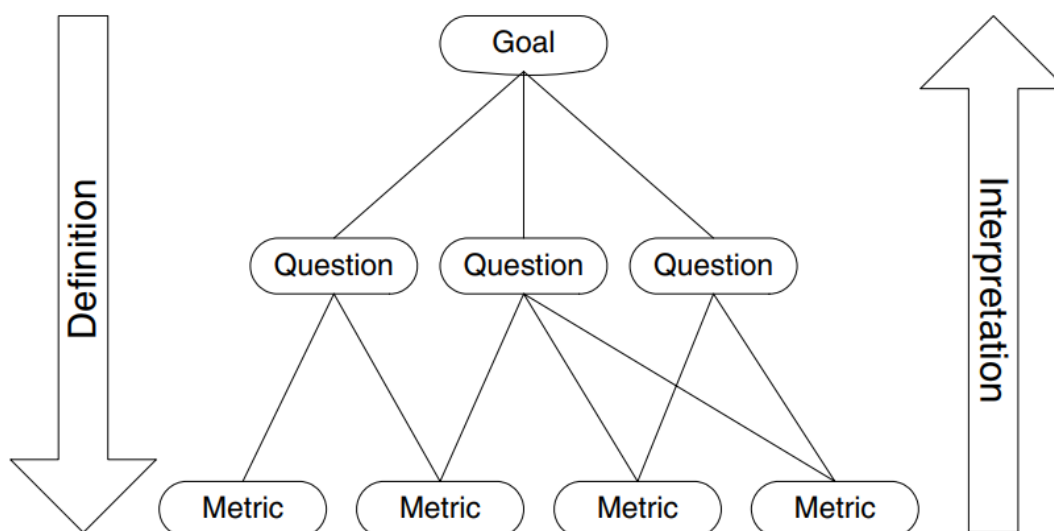 Goal
Definition
Interpretation
Question
Question
Question
Metric
Metric
Metric
Metric